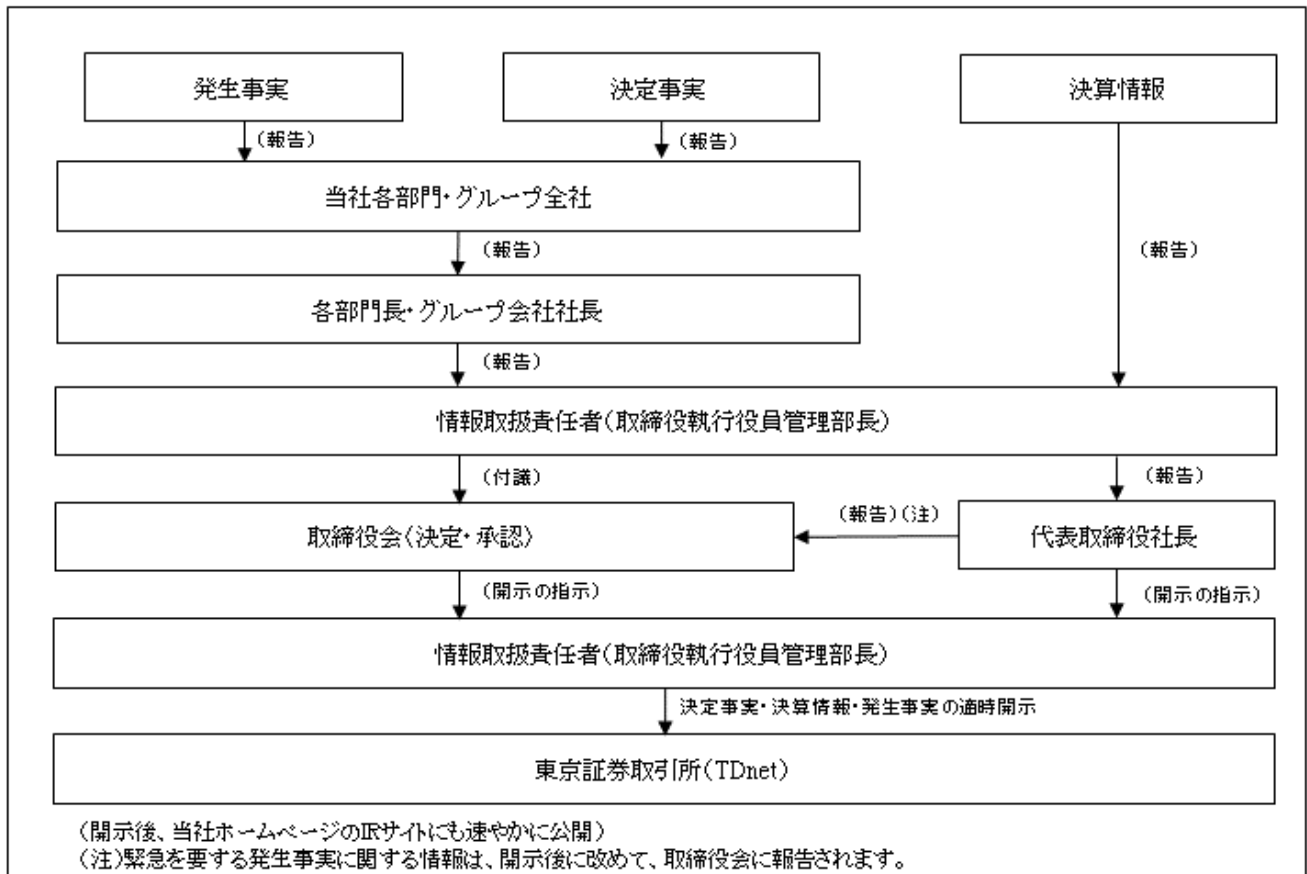 発生事実
決定事実
決算情報
(報告)
(報告)
当社各部門・グループ全社
(報告)
(報告)
各部門長・グループ会社社長
(報告)
情報取扱責任者(取締役執行役員管理部長)
(付議)
(報告)
取締役会(決定・承認)
(報告)(注)
代表取締役社長
(開示の指示)
(開示の指示)
情報取扱責任者(取締役執行役員管理部長)
決定事実・決算情報・発生事実の適時開示
東京証券取引所(TDnet)
(開示後、当社ホームページのIRサイトにも速やかに公開)
(注)緊急を要する発生事実に関する情報は、開示後に改めて、取締役会に報告されます。